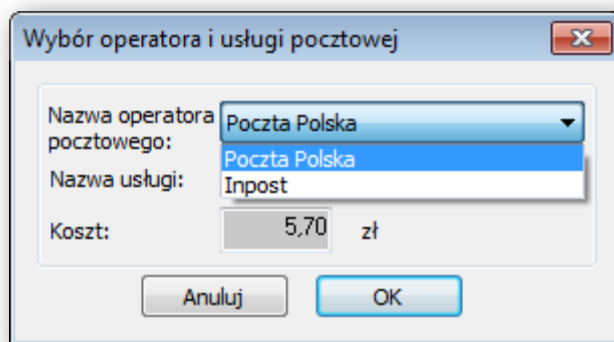 Wybór operatora i usługi pocztowej
Nazwa operatora
pocztowego:
Poczta Polska
Poczta Polska
Inpost
Nazwa usługi:
Koszt:
5,70 zł
Anuluj
OK